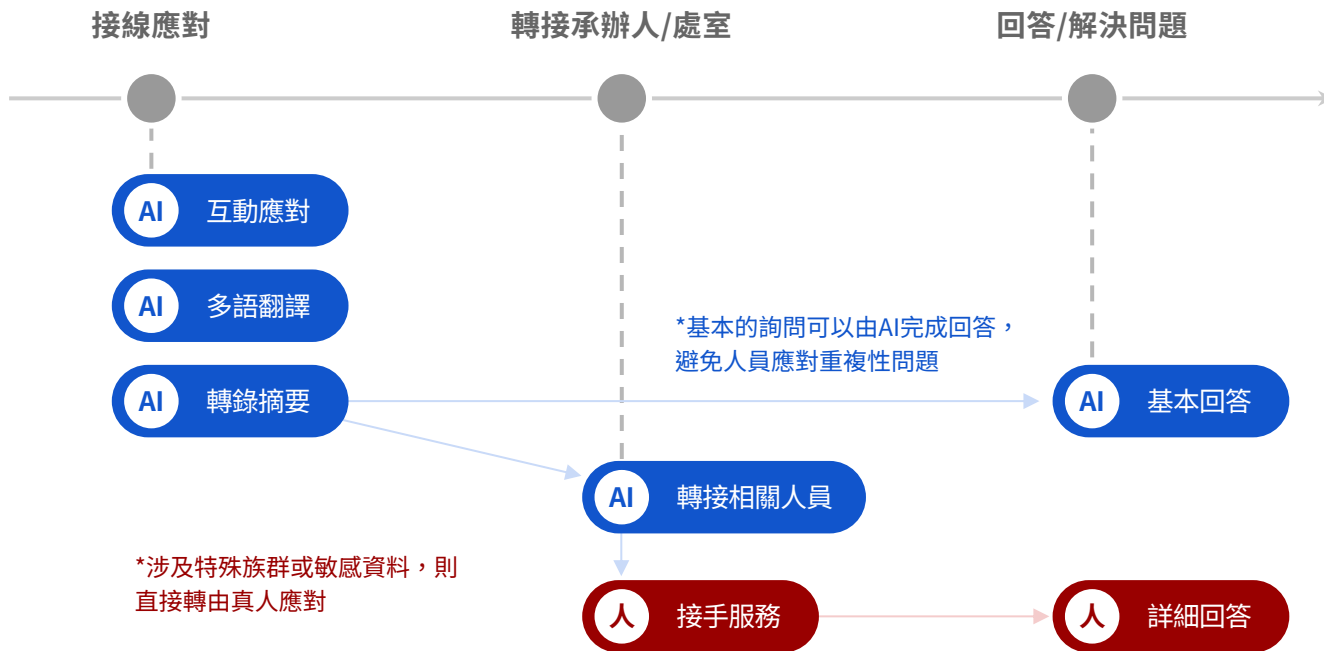 接線應對
轉接承辦人/處室
回答/解決問題
AI 互動應對
AI 多語翻譯
*基本的詢問可以由AI完成回答，
避免人員應對重複性問題
AI 轉錄摘要
AI 基本回答
AI 轉接相關人員
*涉及特殊族群或敏感資料，則
直接轉由真人應對
人 接手服務
人 詳細回答